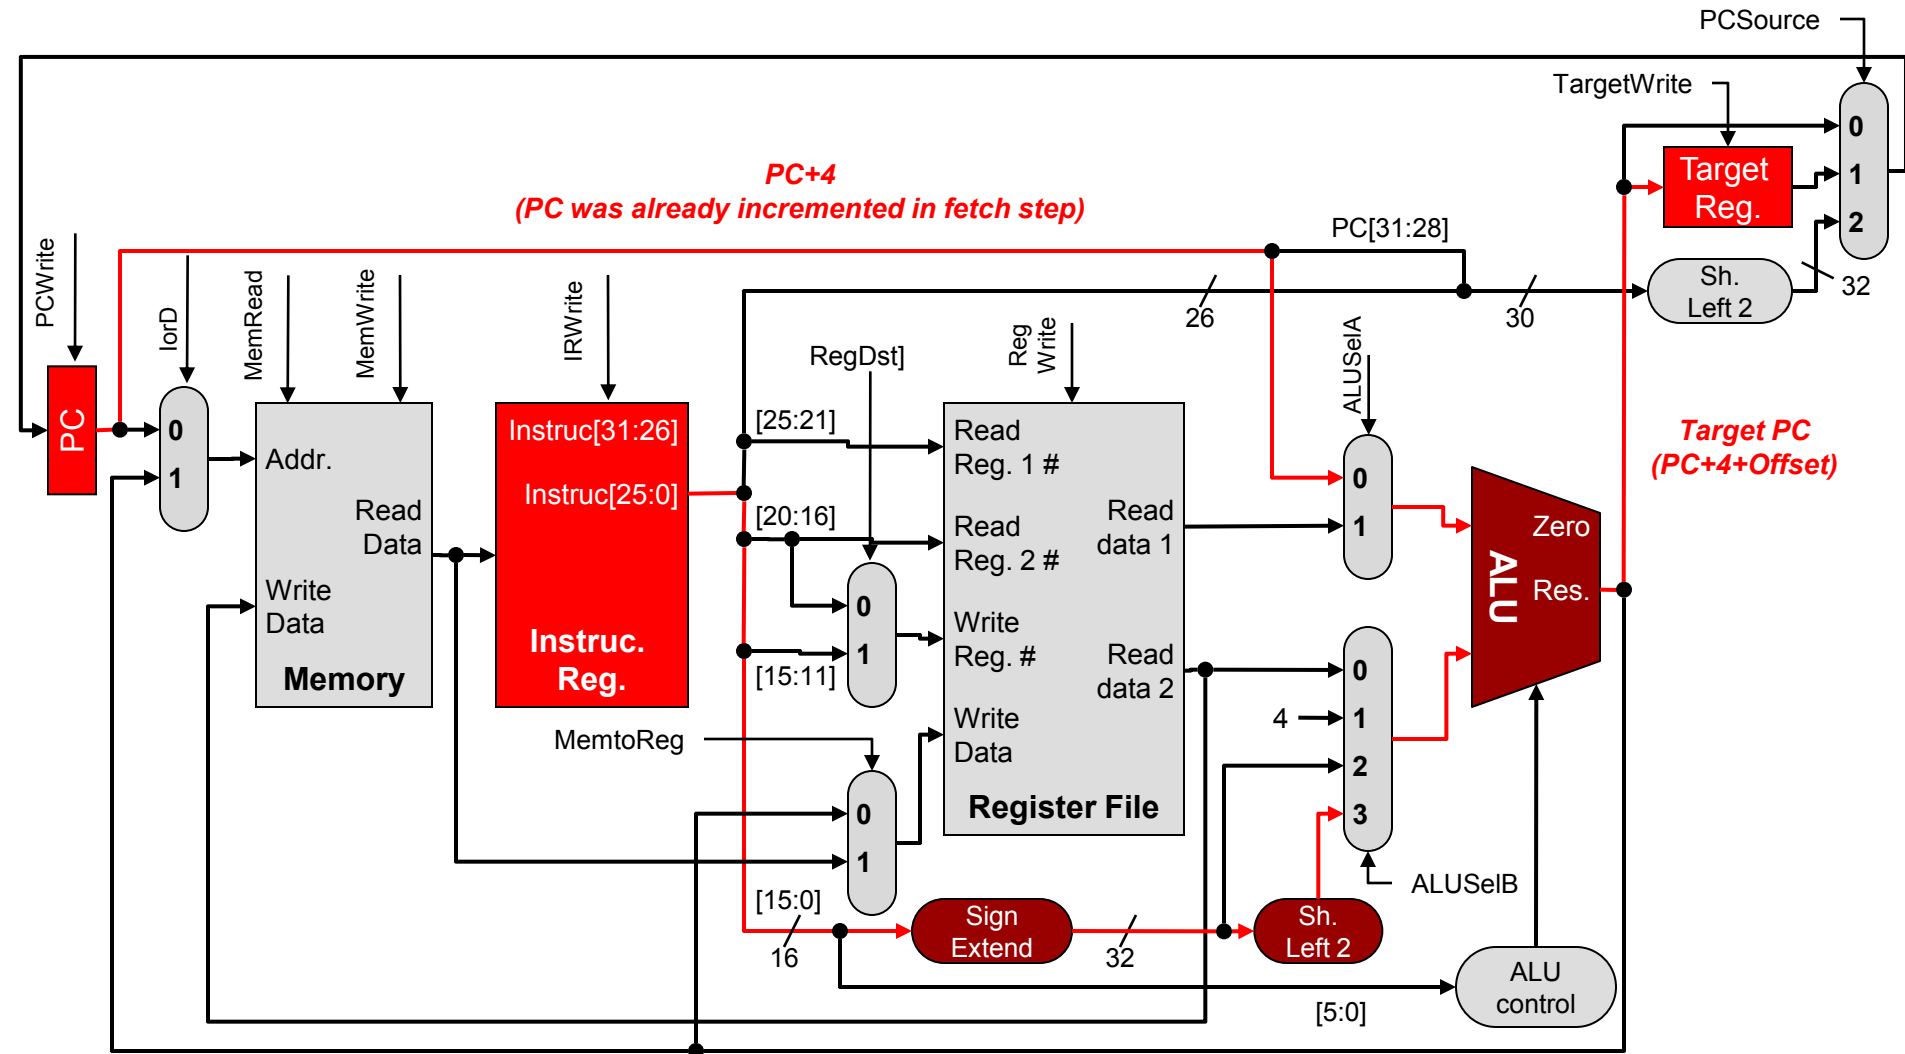 PCSource
TargetWrite
0
Target
Reg.
1
2
PC+4
(PC was already incremented in fetch step)
PC[31:28]
Sh.
Left 2
32
26
30
PCWrite
IorD
MemRead
MemWrite
IRWrite
RegDst]
Reg
Write
ALUSelA
PC
0
1
Addr.
Read
Data
Write
Data
Memory
Instruc[31:26]
Instruc[25:0]
Instruc.
Reg.
[25:21]
[20:16]
[15:11]
0
1
Read
Reg. 1 #
Read
Reg. 2 #
Write
Reg. #
Write
Data
Read
data 1
Read
data 2
Register File
0
1
Target PC
(PC+4+Offset)
Zero
ALU
Res.
0
4
1
2
3
MemtoReg
0
1
ALUSelB
[15:0]
16
Sign
Extend
32
Sh.
Left 2
ALU
control
[5:0]